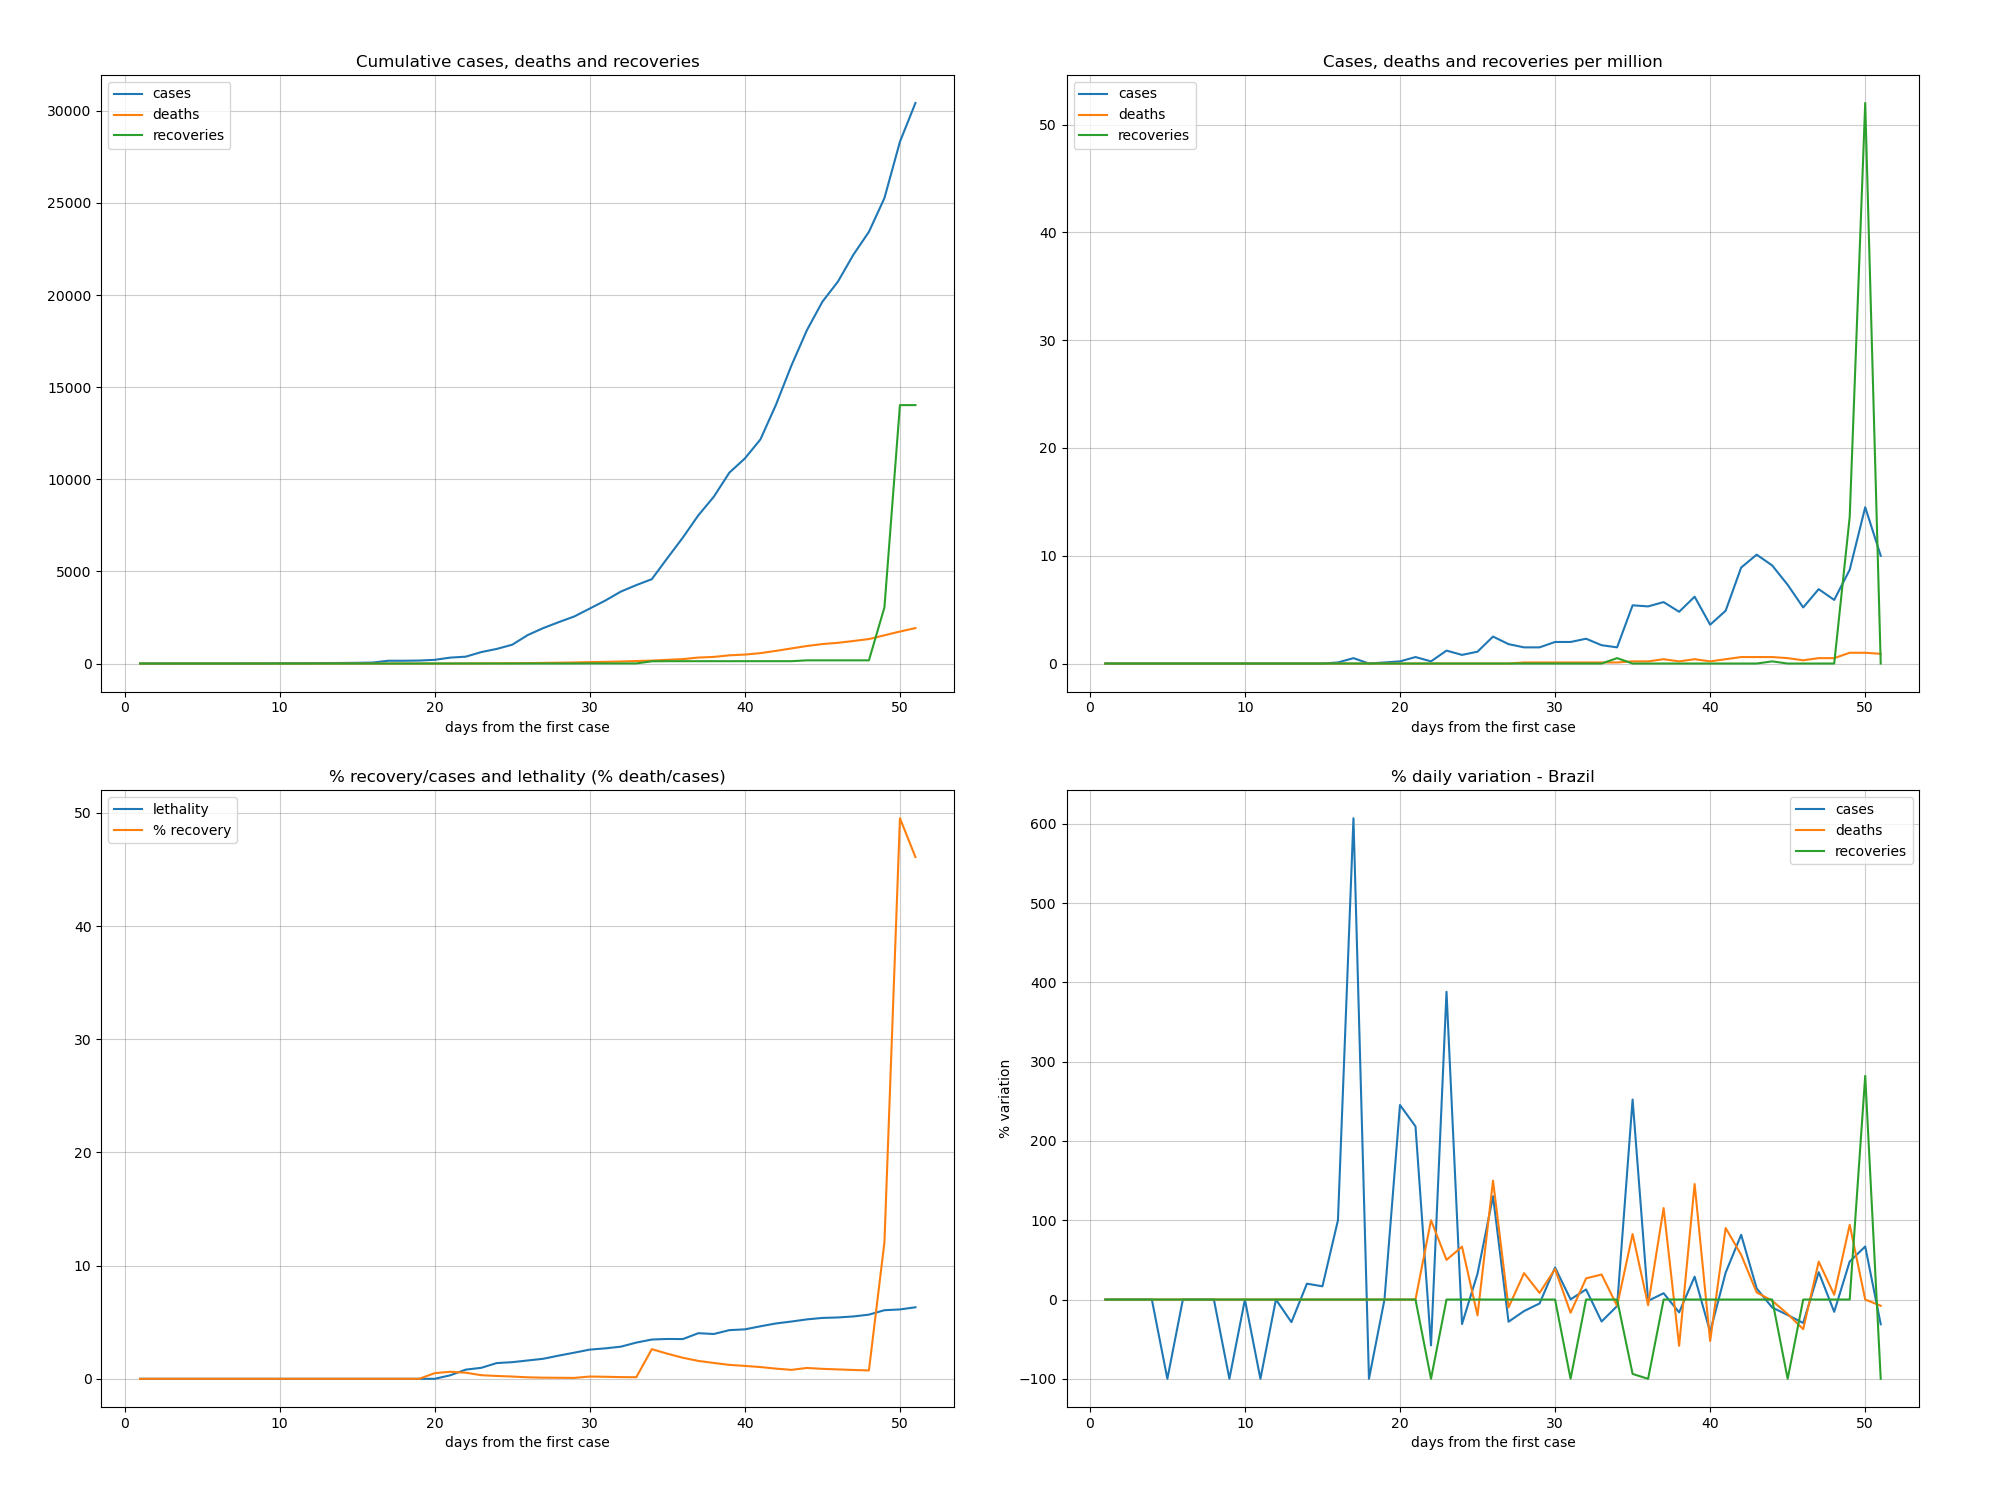 Cumulative cases, deaths and recoveries
cases
deaths
recoveries
30000
25000
20000
15000
10000
5000
0
0 10 20 30 40 50
days from the first case
Cases, deaths and recoveries per million
cases
deaths
recoveries
50
40
30
20
10
0
0 10 20 30 40 50
days from the first case
% recovery/cases and lethality (% death/cases)
lethality
% recovery
50
40
30
20
10
0
0 10 20 30 40 50
days from the first case
% daily variation - Brazil
cases
deaths
recoveries
% variation
600
500
400
300
200
100
0
−100
0 10 20 30 40 50
days from the first case